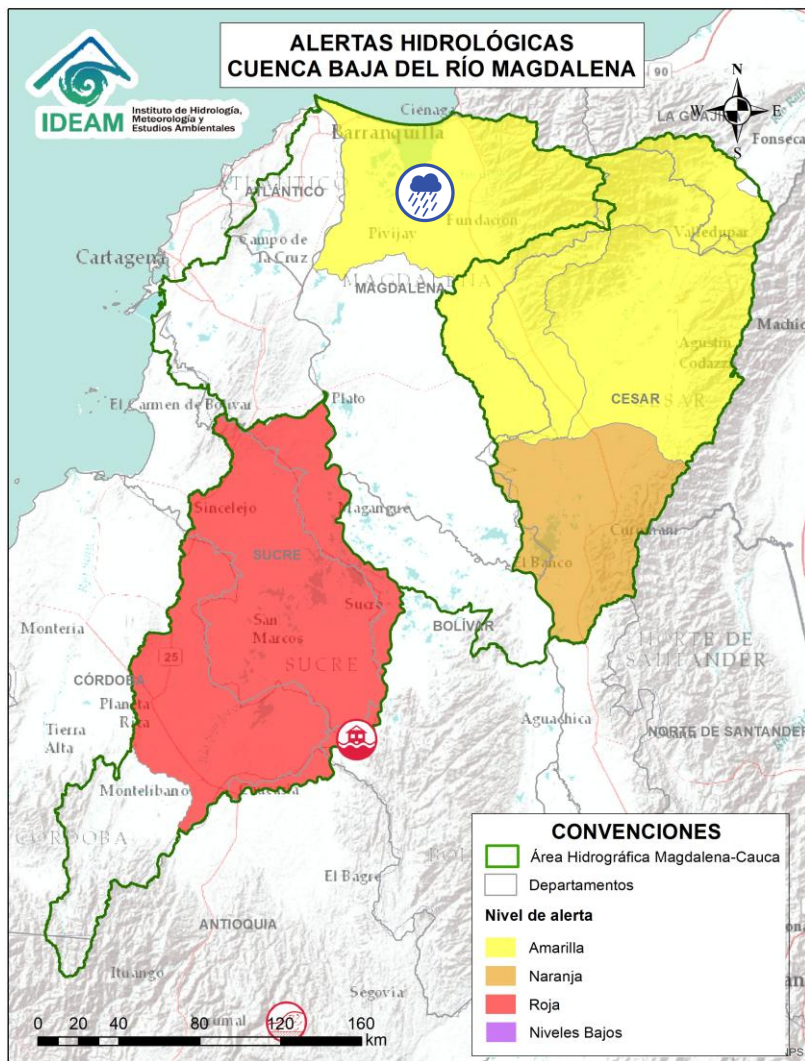 ALERTAS HIDROLÓGICAS
CUENCA BAJA DEL RÍO MAGDALENA
IDEAM
Instituto de Hidrología,
Meteorología y
Estudios Ambientales
N
W E
S
90
LA GUAJI
Fonseca
Ciénaga
Barranquilla
ATLÁNTICO
Campo de
la Cruz
Cartagena
Pivijay
Fundación
Valledupar
MAGDALENA
Agustín
Codazzi
CESAR
Plato
El Carmen de Bolívar
Sincelejo
Magangué
SUCRE
Sucre
San
Marcos
SUCRE
El Banco
BOLÍVAR
NORTE DE
SANTANDER
Montería
25
CÓRDOBA
Planeta
Rica
Tierra
Alta
Aguachica
NORTE DE SANTANDER
Montelíbano
CÓRDOBA
El Bagre
ANTIOQUIA
Ituango
Segovia
CONVENCIONES
Área Hidrográfica Magdalena-Cauca
Departamentos
Nivel de alerta
Amarilla
Naranja
Roja
Niveles Bajos
0 20 40 80 120 160
km